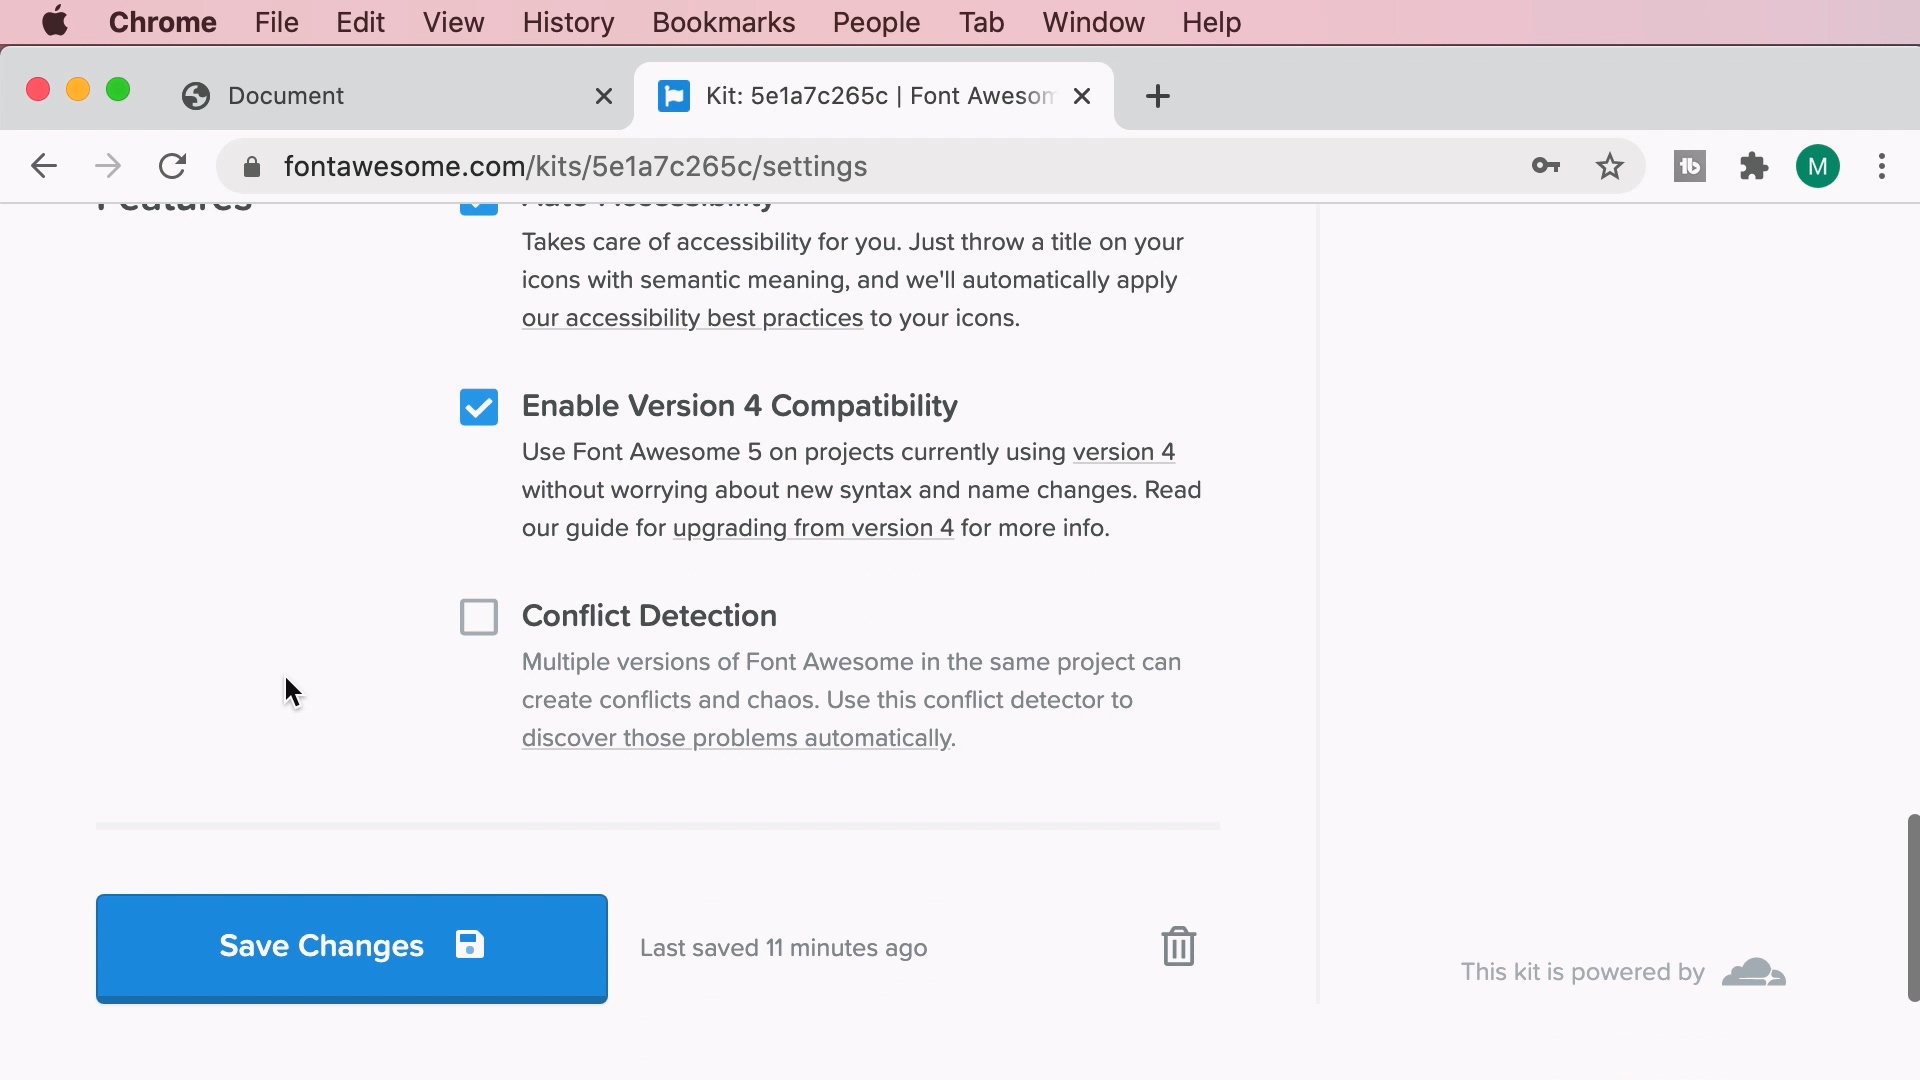 Chrome File Edit View History Bookmarks People Tab Window Help
Document
Kit: 5e1a7c265c | Font Awesom
fontawesome.com/kits/5e1a7c265c/settings
M
Features
Auto Accessibility
Takes care of accessibility for you. Just throw a title on your
icons with semantic meaning, and we'll automatically apply
our accessibility best practices to your icons.
Enable Version 4 Compatibility
Use Font Awesome 5 on projects currently using version 4
without worrying about new syntax and name changes. Read
our guide for upgrading from version 4 for more info.
Conflict Detection
Multiple versions of Font Awesome in the same project can
create conflicts and chaos. Use this conflict detector to
discover those problems automatically.
Save Changes
Last saved 11 minutes ago
This kit is powered by